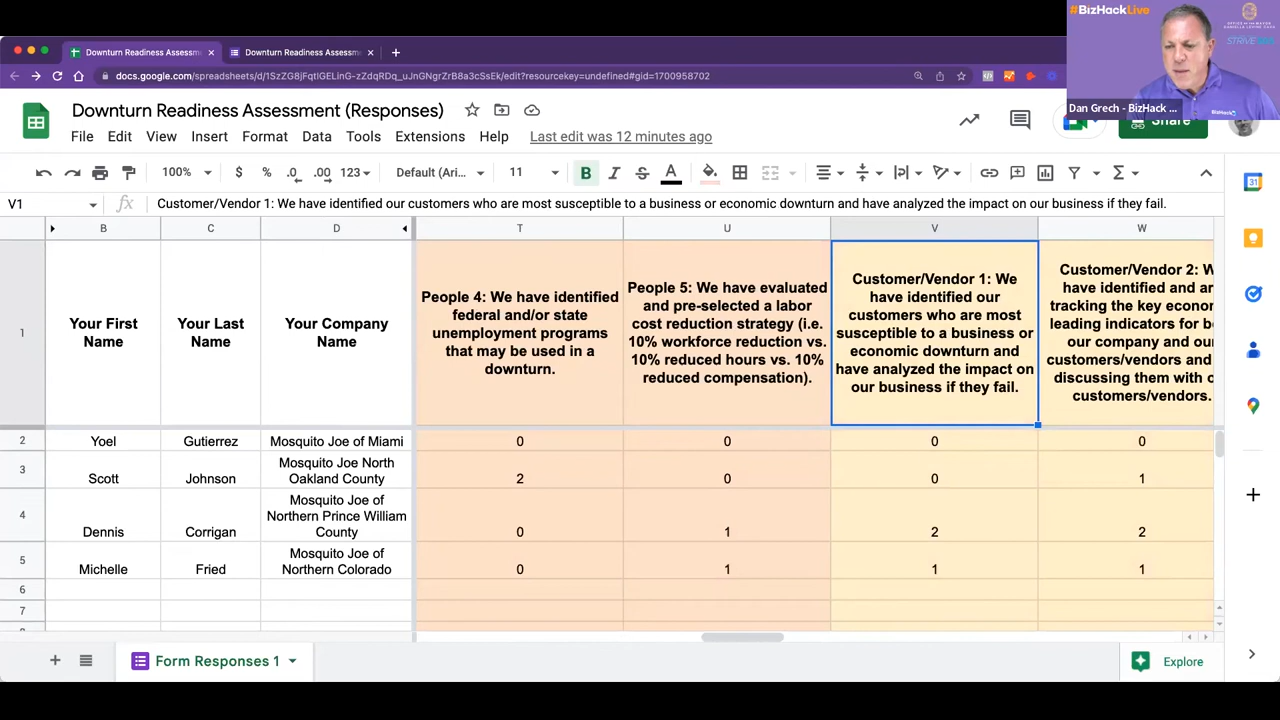 #BizHackLive
OFFICE OF THE MAYOR
DANIELLA LEVINE CAVA
STRIVE305
Dan Grech - BizHack ...
BizHack
Downturn Readiness Assessm
Downturn Readiness Assessm
docs.google.com/spreadsheets/d/1SzZG8jFqtIGELinG-zZdqRDq_uJnGNgrZrB8a3cSsEk/edit?resourcekey=undefined#gid=1700958702
Downturn Readiness Assessment (Responses)
Share
File Edit View Insert Format Data Tools Extensions Help Last edit was 12 minutes ago
100% $ % .0 .00 123 Default (Ari... 11 B I S A Σ
V1 fx Customer/Vendor 1: We have identified our customers who are most susceptible to a business or economic downturn and have analyzed the impact on our business if they fail.
B C D T U V W
1
Your First
Name
Your Last
Name
Your Company
Name
People 4: We have identified
federal and/or state
unemployment programs
that may be used in a
downturn.
People 5: We have evaluated
and pre-selected a labor
cost reduction strategy (i.e.
10% workforce reduction vs.
10% reduced hours vs. 10%
reduced compensation).
Customer/Vendor 1: We
have identified our
customers who are most
susceptible to a business or
economic downturn and
have analyzed the impact on
our business if they fail.
Customer/Vendor 2: W
have identified and ar
tracking the key econor
leading indicators for bo
our company and our
customers/vendors and
discussing them with o
customers/vendors.
2 Yoel Gutierrez Mosquito Joe of Miami 0 0 0 0
3 Scott Johnson Mosquito Joe North
Oakland County 2 0 0 1
4 Dennis Corrigan Mosquito Joe of
Northern Prince William
County 0 1 2 2
5 Michelle Fried Mosquito Joe of
Northern Colorado 0 1 1 1
6
7
Form Responses 1
Explore
31